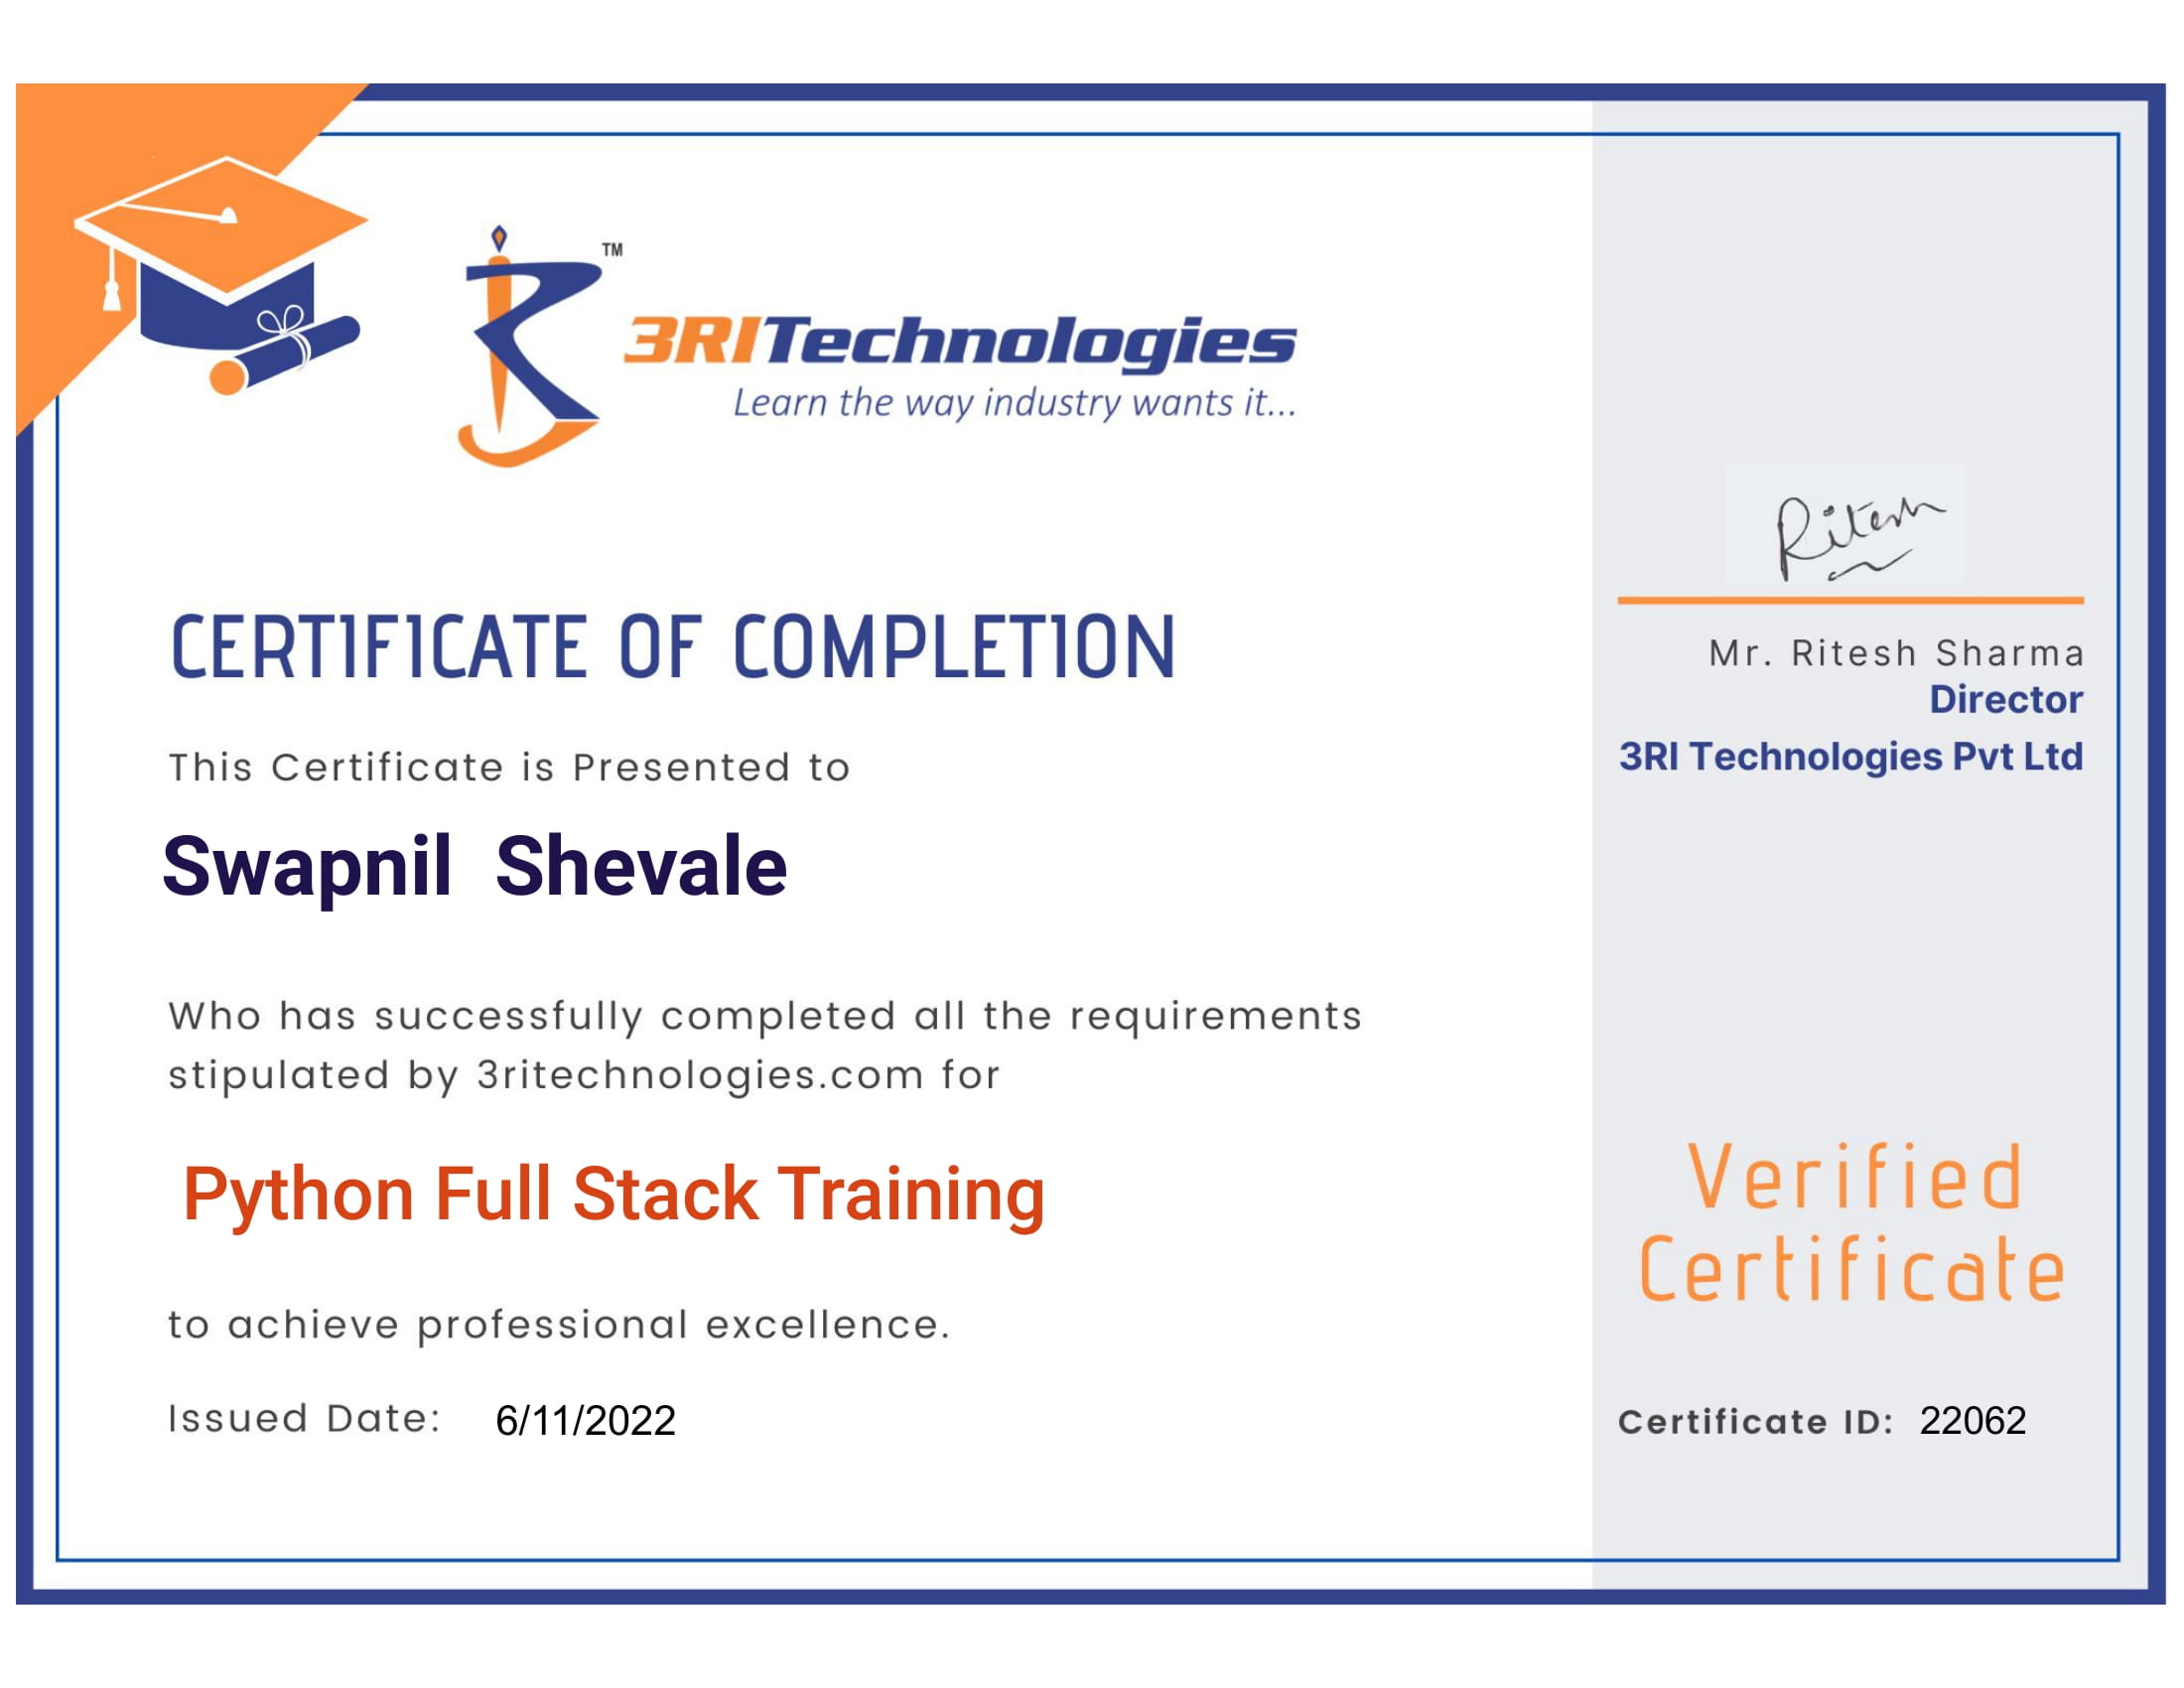 TM
3RITechnologies
Learn the way industry wants it...
CERTIFICATE OF COMPLETION
This Certificate is Presented to
Swapnil Shevale
Who has successfully completed all the requirements
stipulated by 3ritechnologies.com for
Python Full Stack Training
to achieve professional excellence.
Issued Date: 6/11/2022
Ritesh
Mr. Ritesh Sharma
Director
3RI Technologies Pvt Ltd
Verified
Certificate
Certificate ID: 22062